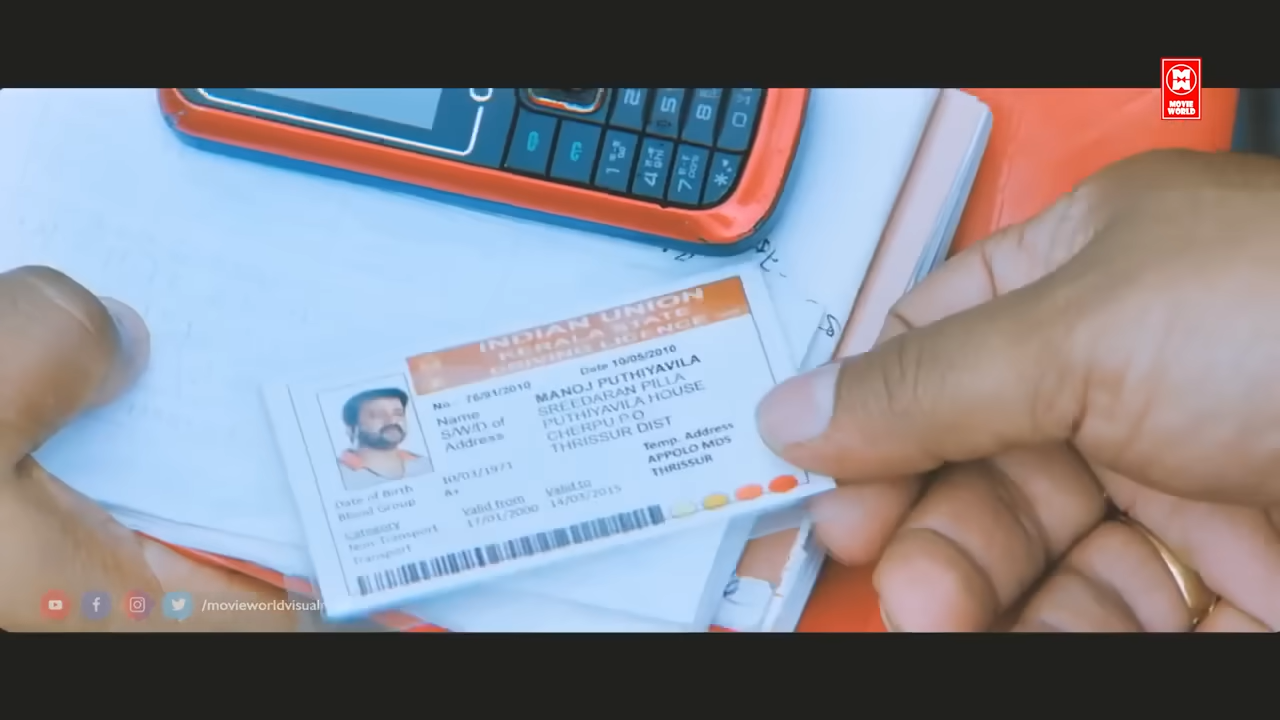 MOVIE
WORLD
INDIAN UNION
KERALA STATE
DRIVING LICENCE
No. 76/91/2010
Date 10/05/2010
Name
MANOJ PUTHIYAVILA
S/W/D of
SREEDARAN PILLA
Address
PUTHIYAVILA HOUSE
CHERPU P.O
THRISSUR DIST
Temp. Address
APPOLO MDS
THRISSUR
Date of Birth
10/03/1971
Blood Group
A+
Category
Valid from
Valid to
Non Transport
17/01/2000
14/03/2015
Transport
/movieworldvisual